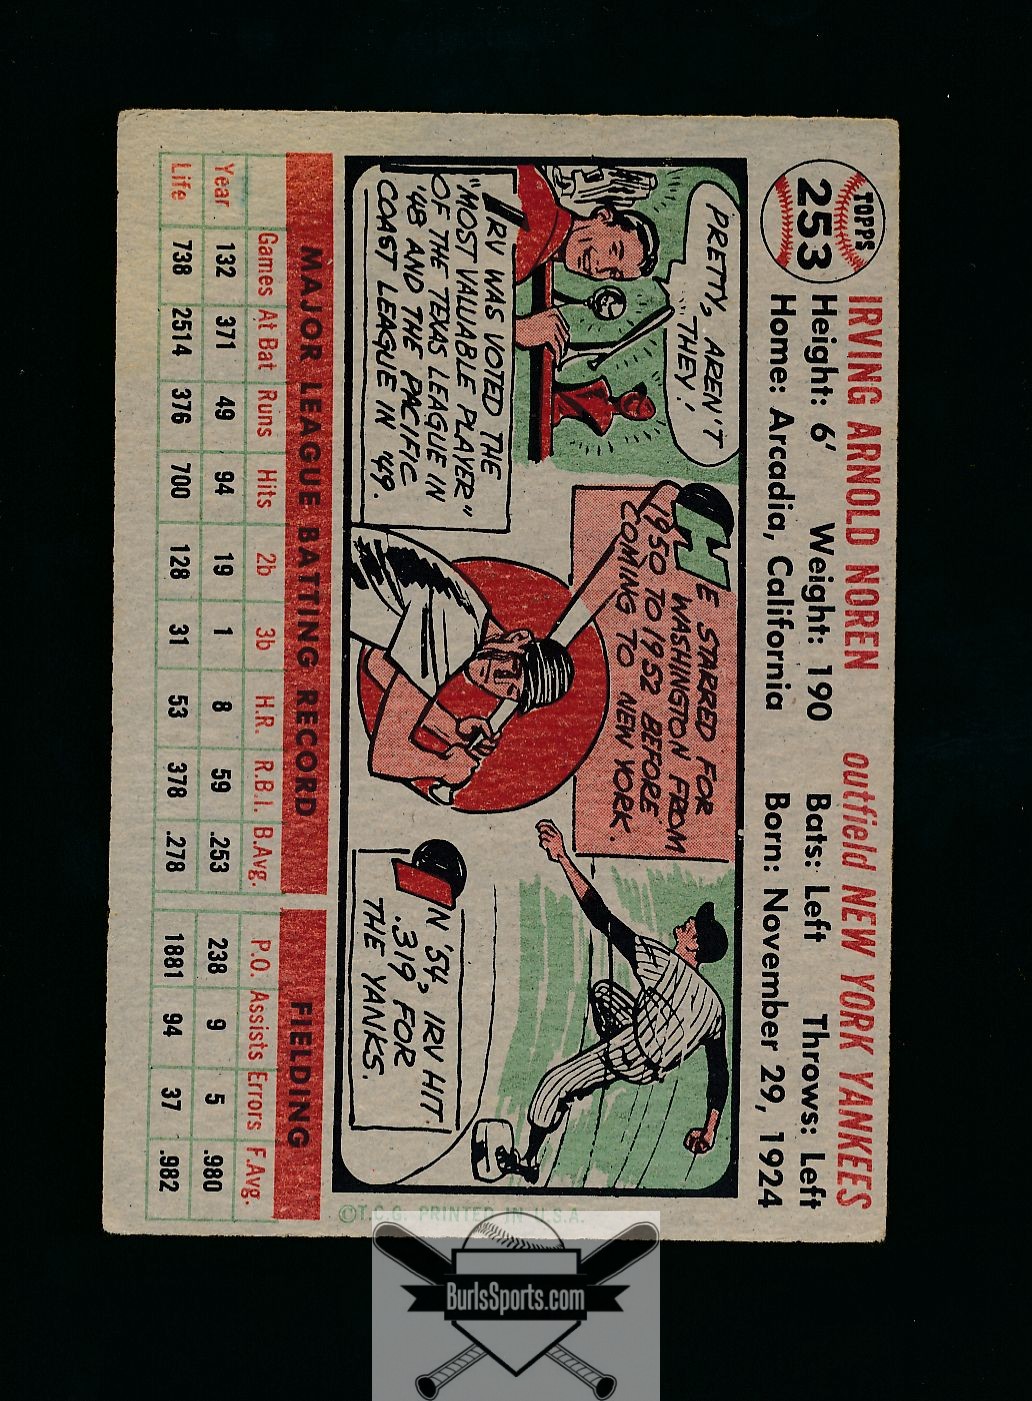 TOPPS
253
IRVING ARNOLD NOREN outfield NEW YORK YANKEES
Height: 6' Weight: 190 Bats: Left Throws: Left
Home: Arcadia, California Born: November 29, 1924
PRETTY, AREN'T
THEY!
IRV WAS VOTED THE
"MOST VALUABLE PLAYER"
OF THE TEXAS LEAGUE IN
'48 AND THE PACIFIC
COAST LEAGUE IN '49.
HE STARRED FOR
WASHINGTON FROM
1950 TO 1952 BEFORE
COMING TO NEW YORK.
IN '54, IRV HIT
.319 FOR
THE YANKS.
MAJOR LEAGUE BATTING RECORD FIELDING
Games At Bat Runs Hits 2b 3b H.R. R.B.I. B.Avg. P.O. Assists Errors F.Avg.
Year 132 371 49 94 19 1 8 59 .253 238 9 5 .980
Life 738 2514 376 700 128 31 53 378 .278 1881 94 37 .982
©T.C.G. PRINTED IN U.S.A.
BurlsSports.com